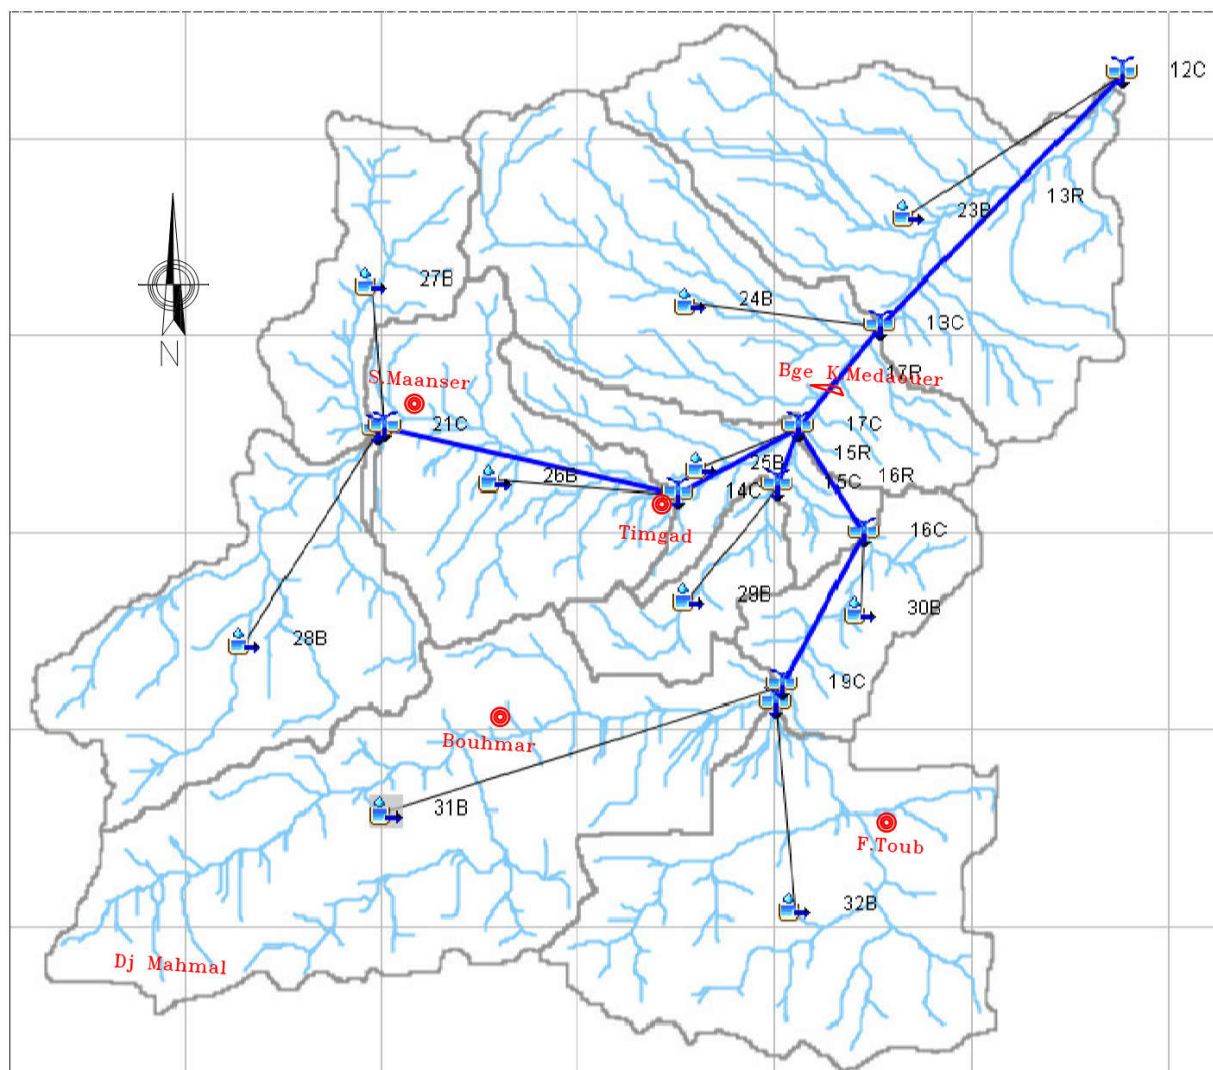 12C
13R
23B
27B
24B
13C
Bge K.Medaouer
17R
S.Maanser
21C
17C
15R
25B
16R
26B
15C
14C
Timgad
16C
29B
30B
28B
19C
Bouhmar
31B
F.Toub
32B
Dj Mahmal
N